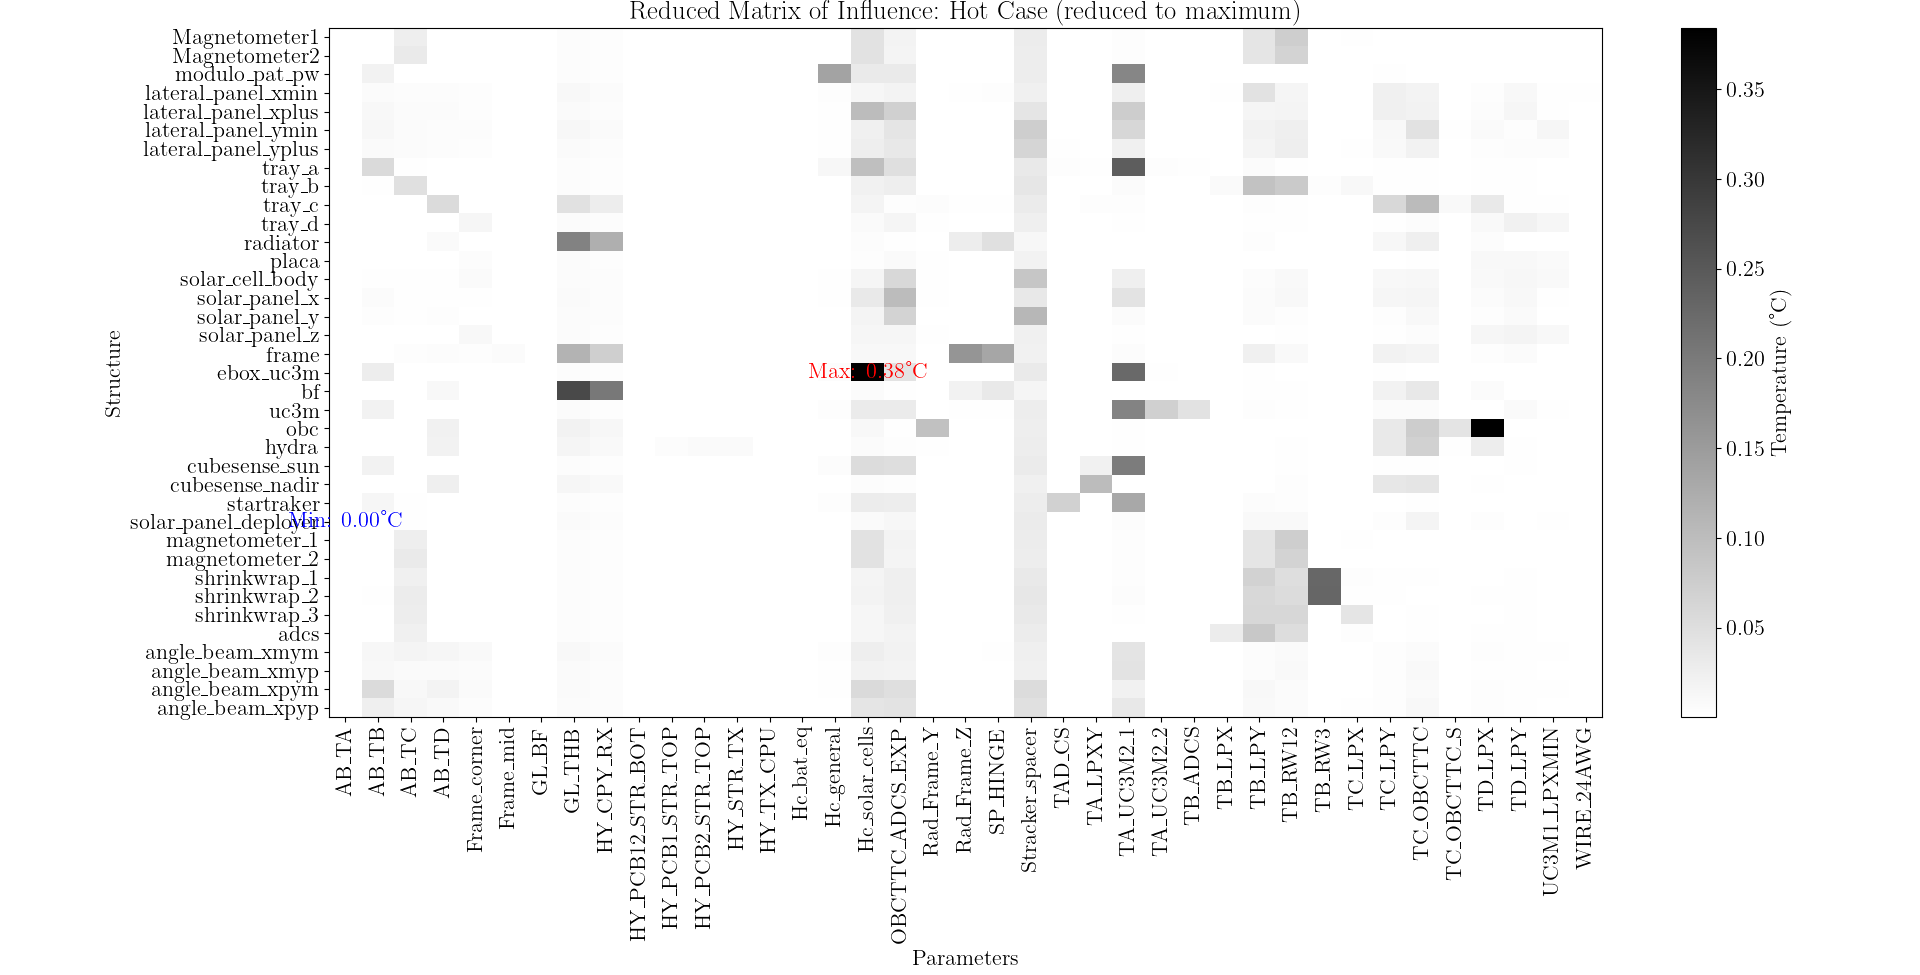 Reduced Matrix of Influence: Hot Case (reduced to maximum)
Structure
Magnetometer1
Magnetometer2
modulo_pat_pw
lateral_panel_xmin
lateral_panel_xplus
lateral_panel_ymin
lateral_panel_yplus
tray_a
tray_b
tray_c
tray_d
radiator
placa
solar_cell_body
solar_panel_x
solar_panel_y
solar_panel_z
frame
ebox_uc3m
Max: 0.38°C
bf
uc3m
obc
hydra
cubesense_sun
cubesense_nadir
startraker
solar_panel_deployer
Min: 0.00°C
magnetometer_1
magnetometer_2
shrinkwrap_1
shrinkwrap_2
shrinkwrap_3
adcs
angle_beam_xmym
angle_beam_xmyp
angle_beam_xpym
angle_beam_xpyp
AB_TA
AB_TB
AB_TC
AB_TD
Frame_corner
Frame_mid
GL_BF
GL_THB
HY_CPY_RX
HY_PCB12_STR_BOT
HY_PCB1_STR_TOP
HY_PCB2_STR_TOP
HY_STR_TX
HY_TX_CPU
Hc_bat_eq
Hc_general
Hc_solar_cells
OBCTTC_ADCS_EXP
Rad_Frame_Y
Rad_Frame_Z
SP_HINGE
Stracker_spacer
TAD_CS
TA_LPXY
TA_UC3M2_1
TA_UC3M2_2
TB_ADCS
TB_LPX
TB_LPY
TB_RW12
TB_RW3
TC_LPX
TC_LPY
TC_OBCTTC
TC_OBCTTC_S
TD_LPX
TD_LPY
UC3M1_LPXMIN
WIRE_24AWG
Parameters
0.35
0.30
0.25
0.20
0.15
0.10
0.05
Temperature (°C)